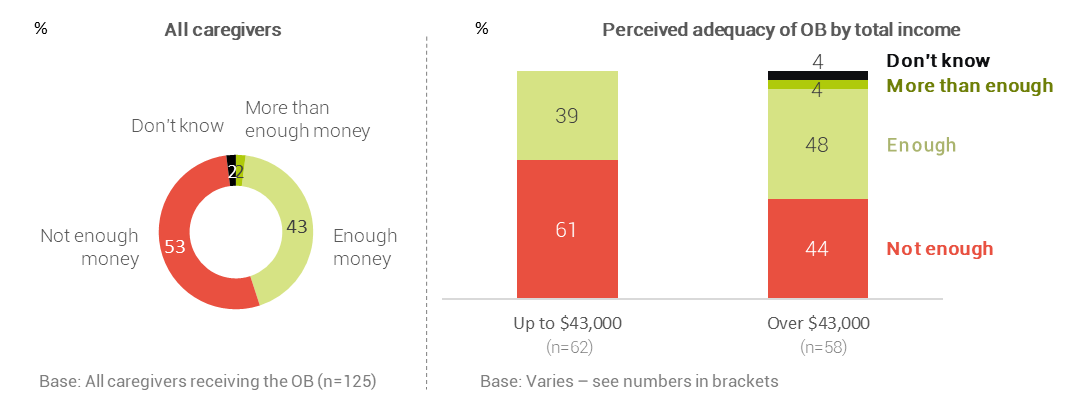 %
All caregivers
Don't know
More than
enough money
2
2
43
53
Not enough
money
Enough
money
Base: All caregivers receiving the OB (n=125)
%
Perceived adequacy of OB by total income
4
Don't know
4
More than enough
39
48
Enough
61
44
Not enough
Up to $43,000
(n=62)
Over $43,000
(n=58)
Base: Varies – see numbers in brackets